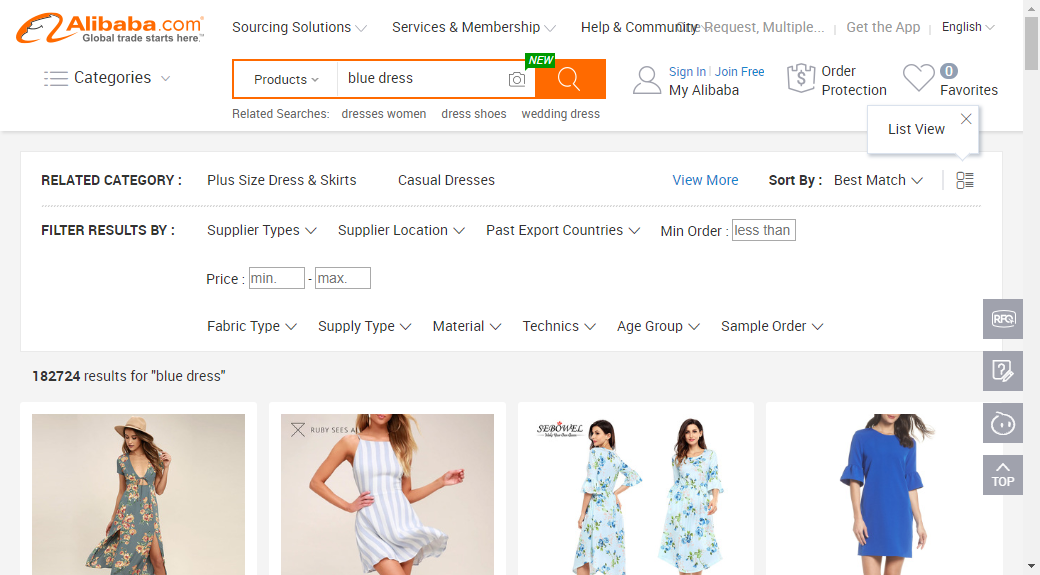 Alibaba.com
Global trade starts here.™
Sourcing Solutions
Services & Membership
Help & Community
One Request, Multiple...
Get the App
English
Categories
Products
blue dress
NEW
Sign In
Join Free
My Alibaba
$
Order
Protection
0
Favorites
Related Searches:
dresses women
dress shoes
wedding dress
List View
RELATED CATEGORY :
Plus Size Dress & Skirts
Casual Dresses
View More
Sort By :
Best Match
FILTER RESULTS BY :
Supplier Types
Supplier Location
Past Export Countries
Min Order :
less than
Price :
min.
-
max.
Fabric Type
Supply Type
Material
Technics
Age Group
Sample Order
RFQ
182724 results for "blue dress"
TOP
RUBY SEES A
SEBOWEL